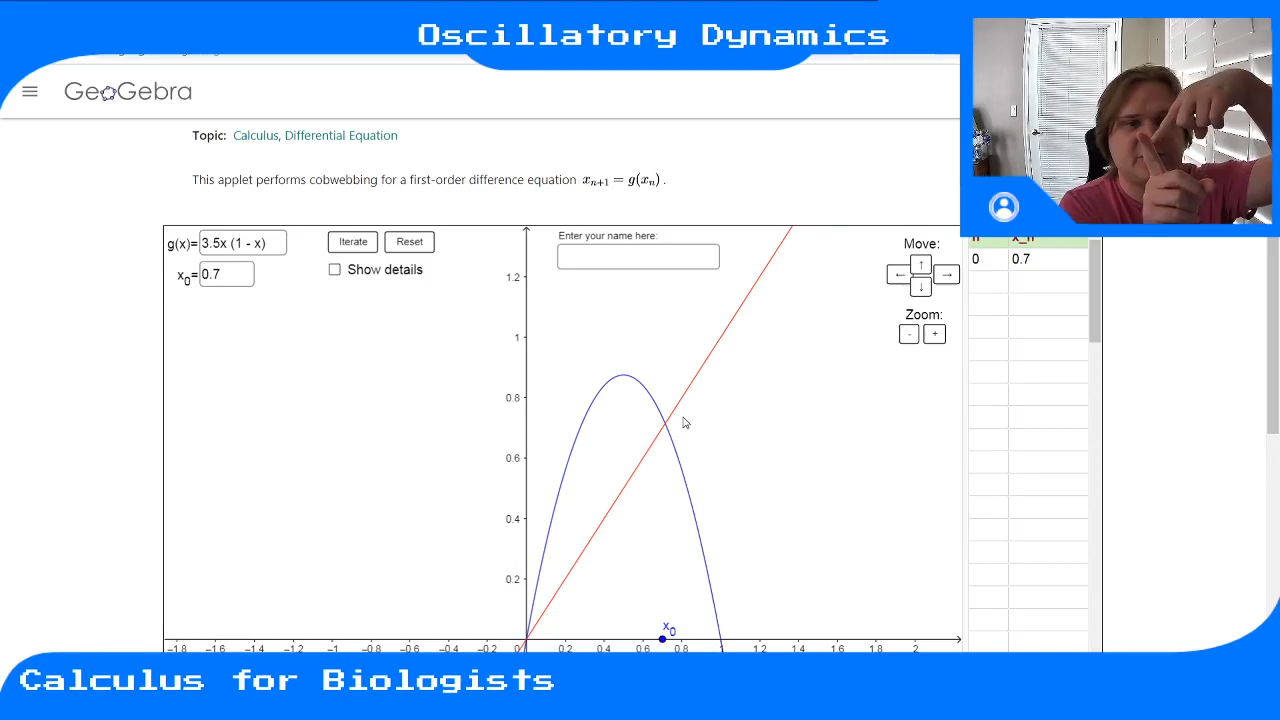 Oscillatory Dynamics
GeoGebra
Topic: Calculus, Differential Equation
This applet performs cobwebbing for a first-order difference equation xₙ₊₁ = g(xₙ).
g(x)= 3.5x (1 - x)
Iterate
Reset
Enter your name here:
Move:
x₀= 0.7
Show details
← ↑ → ↓
Zoom:
- +
0 0.7
1.2
1
0.8
0.6
0.4
0.2
x₀
–1.8 –1.6 –1.4 –1.2 –1 –0.8 –0.6 –0.4 –0.2 0 0.2 0.4 0.6 0.8 1 1.2 1.4 1.6 1.8 2
Calculus for Biologists